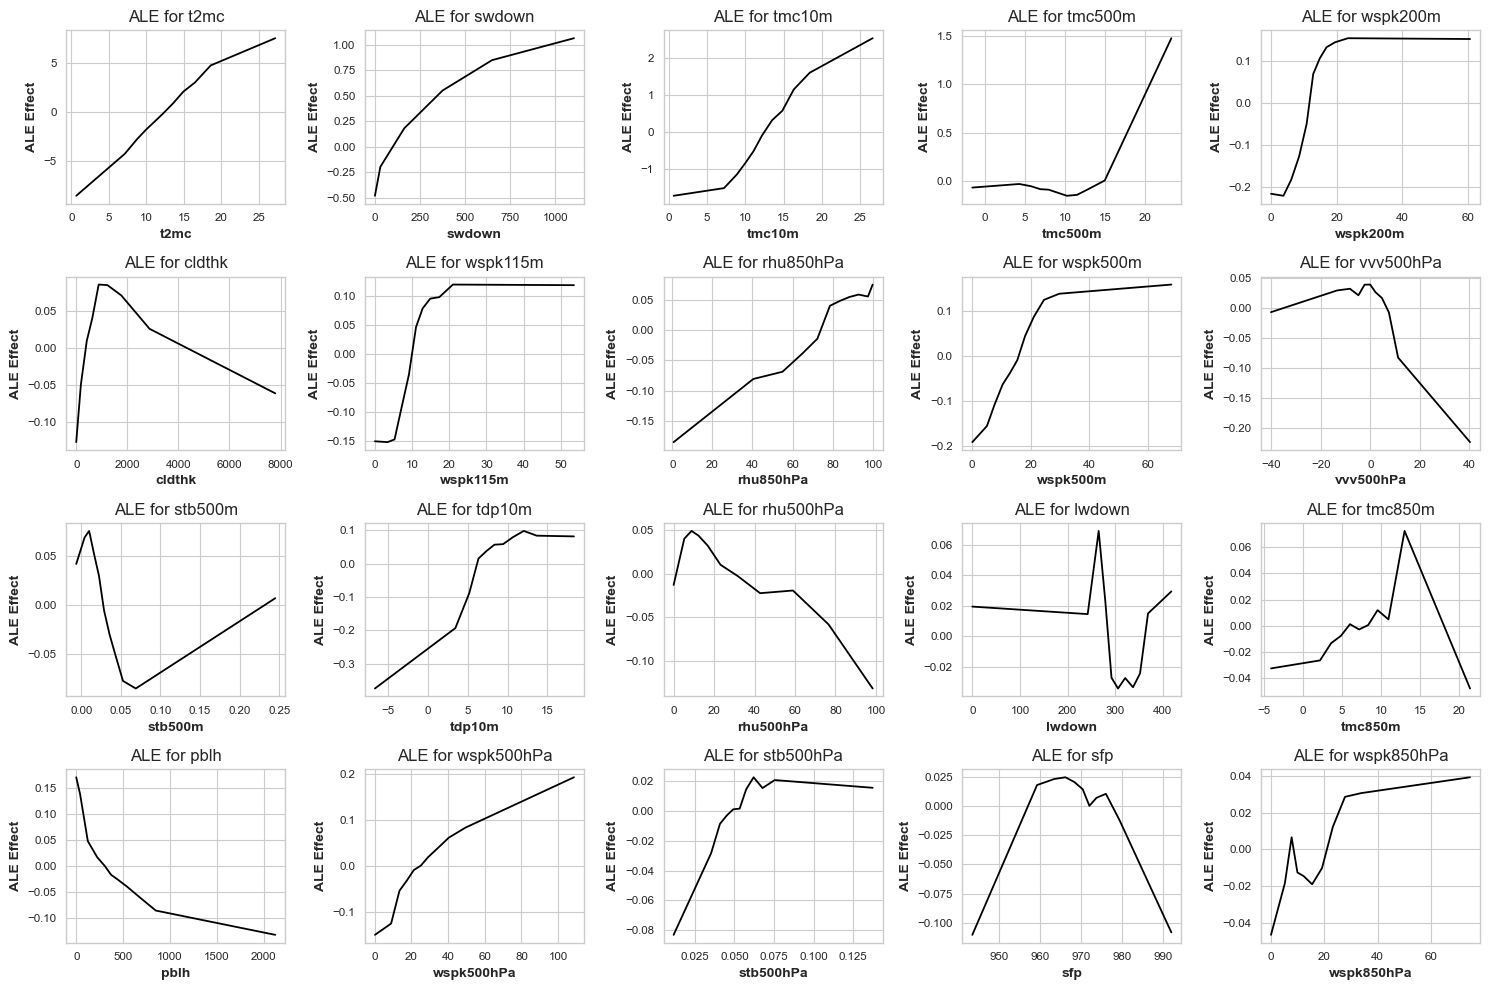 ALE for t2mc
ALE for swdown
ALE for tmc10m
ALE for tmc500m
ALE for wspk200m
ALE Effect
5
0
−5
0 5 10 15 20 25
t2mc
ALE Effect
1.00
0.75
0.50
0.25
0.00
−0.25
−0.50
0 250 500 750 1000
swdown
ALE Effect
2
1
0
−1
0 5 10 15 20 25
tmc10m
ALE Effect
1.5
1.0
0.5
0.0
0 5 10 15 20
tmc500m
ALE Effect
0.1
0.0
−0.1
−0.2
0 20 40 60
wspk200m
ALE for cldthk
ALE for wspk115m
ALE for rhu850hPa
ALE for wspk500m
ALE for vvv500hPa
ALE Effect
0.05
0.00
−0.05
−0.10
0 2000 4000 6000 8000
cldthk
ALE Effect
0.10
0.05
0.00
−0.05
−0.10
−0.15
0 10 20 30 40 50
wspk115m
ALE Effect
0.05
0.00
−0.05
−0.10
−0.15
0 20 40 60 80 100
rhu850hPa
ALE Effect
0.1
0.0
−0.1
−0.2
0 20 40 60
wspk500m
ALE Effect
0.05
0.00
−0.05
−0.10
−0.15
−0.20
−40 −20 0 20 40
vvv500hPa
ALE for stb500m
ALE for tdp10m
ALE for rhu500hPa
ALE for lwdown
ALE for tmc850m
ALE Effect
0.05
0.00
−0.05
0.00 0.05 0.10 0.15 0.20 0.25
stb500m
ALE Effect
0.1
0.0
−0.1
−0.2
−0.3
−5 0 5 10 15
tdp10m
ALE Effect
0.05
0.00
−0.05
−0.10
0 20 40 60 80 100
rhu500hPa
ALE Effect
0.06
0.04
0.02
0.00
−0.02
0 100 200 300 400
lwdown
ALE Effect
0.06
0.04
0.02
0.00
−0.02
−0.04
−5 0 5 10 15 20
tmc850m
ALE for pblh
ALE for wspk500hPa
ALE for stb500hPa
ALE for sfp
ALE for wspk850hPa
ALE Effect
0.15
0.10
0.05
0.00
−0.05
−0.10
0 500 1000 1500 2000
pblh
ALE Effect
0.2
0.1
0.0
−0.1
0 20 40 60 80 100
wspk500hPa
ALE Effect
0.02
0.00
−0.02
−0.04
−0.06
−0.08
0.025 0.050 0.075 0.100 0.125
stb500hPa
ALE Effect
0.025
0.000
−0.025
−0.050
−0.075
−0.100
950 960 970 980 990
sfp
ALE Effect
0.04
0.02
0.00
−0.02
−0.04
0 20 40 60
wspk850hPa